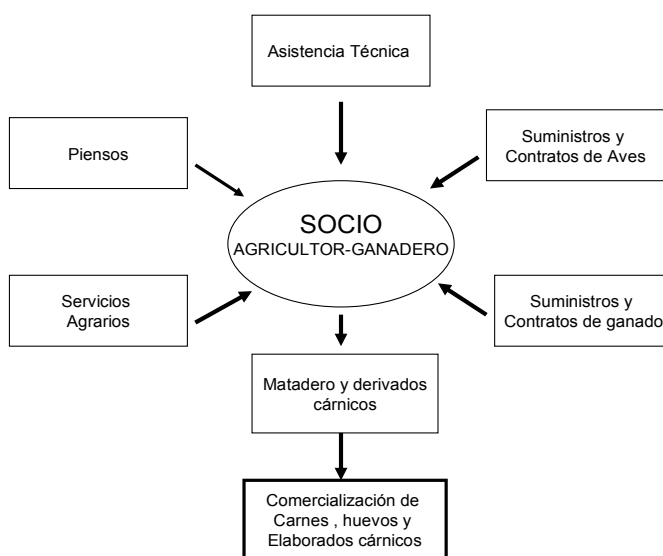 Asistencia Técnica
Piensos
Suministros y
Contratos de Aves
SOCIO
AGRICULTOR-GANADERO
Servicios
Agrarios
Suministros y
Contratos de ganado
Matadero y derivados
cárnicos
Comercialización de
Carnes , huevos y
Elaborados cárnicos